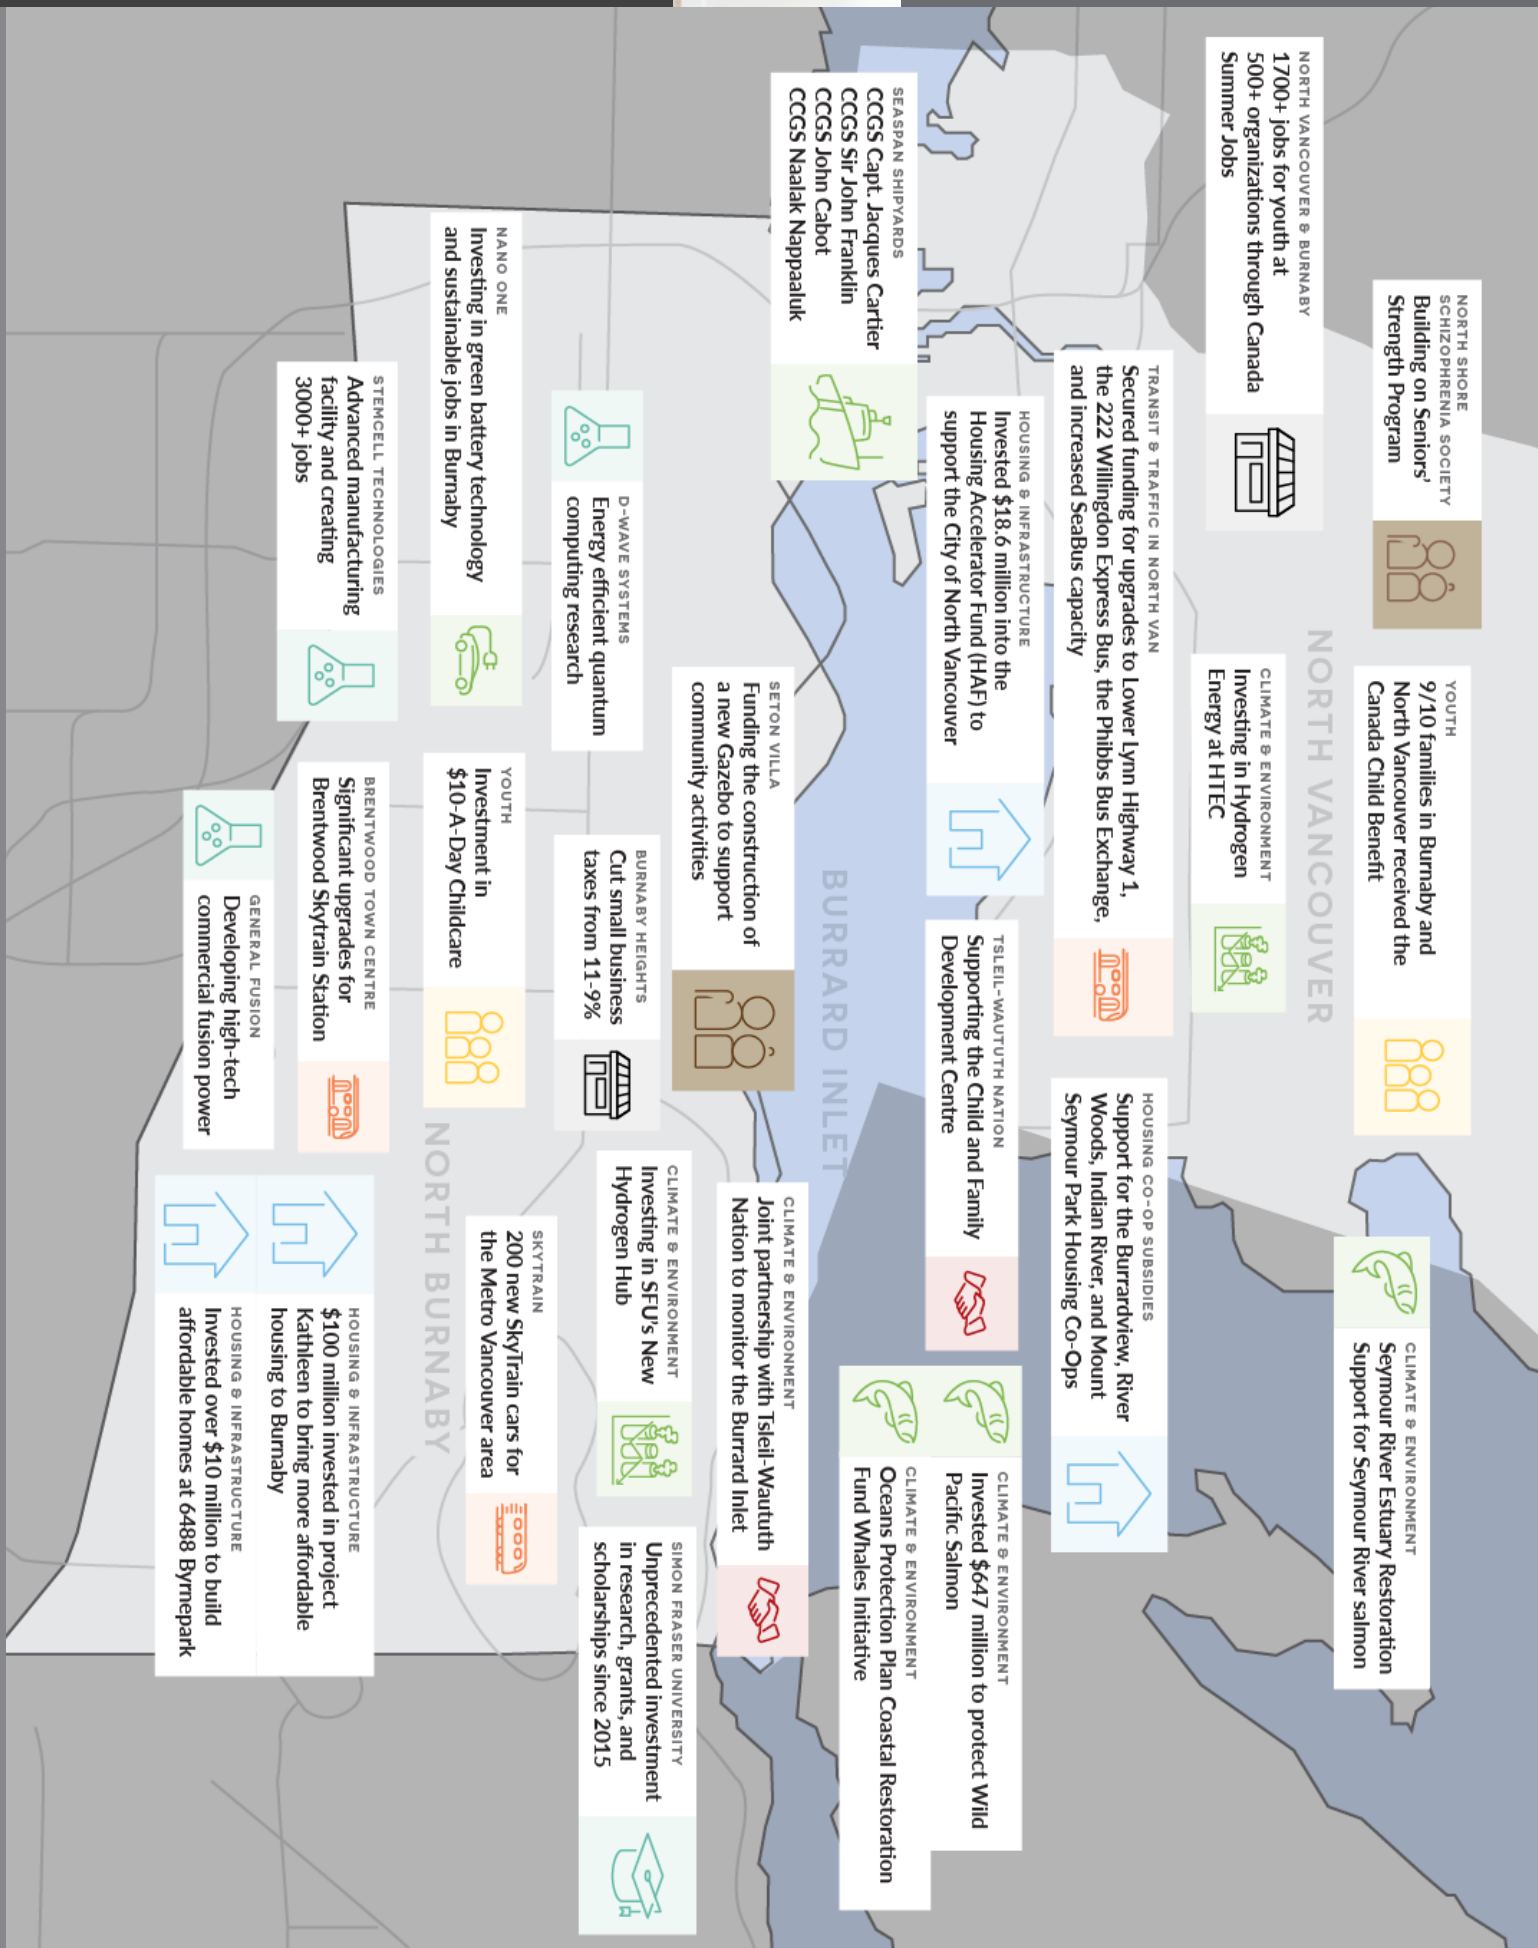 NORTH SHORE
SCHIZOPHRENIA SOCIETY
Building on Seniors'
Strength Program
YOUTH
9/10 families in Burnaby and
North Vancouver received the
Canada Child Benefit
CLIMATE & ENVIRONMENT
Seymour River Estuary Restoration
Support for Seymour River salmon
NORTH VANCOUVER & BURNABY
1700+ jobs for youth at
500+ organizations through Canada
Summer Jobs
NORTH VANCOUVER
CLIMATE & ENVIRONMENT
Investing in Hydrogen
Energy at HTEC
TRANSIT & TRAFFIC IN NORTH VAN
Secured funding for upgrades to Lower Lynn Highway 1,
the 222 Willingdon Express Bus, the Phibbs Bus Exchange,
and increased SeaBus capacity
HOUSING CO-OP SUBSIDIES
Support for the Burrardview, River
Woods, Indian River, and Mount
Seymour Park Housing Co-Ops
HOUSING & INFRASTRUCTURE
Invested $18.6 million into the
Housing Accelerator Fund (HAF) to
support the City of North Vancouver
TSLEIL-WAUTUTH NATION
Supporting the Child and Family
Development Centre
CLIMATE & ENVIRONMENT
Invested $647 million to protect Wild
Pacific Salmon
CLIMATE & ENVIRONMENT
Oceans Protection Plan Coastal Restoration
Fund Whales Initiative
SEASPAN SHIPYARDS
CCGS Capt. Jacques Cartier
CCGS Sir John Franklin
CCGS John Cabot
CCGS Naalak Nappaaluk
BURRARD INLET
SETON VILLA
Funding the construction of
a new Gazebo to support
community activities
CLIMATE & ENVIRONMENT
Joint partnership with Tsleil-Waututh
Nation to monitor the Burrard Inlet
D-WAVE SYSTEMS
Energy efficient quantum
computing research
BURNABY HEIGHTS
Cut small business
taxes from 11-9%
CLIMATE & ENVIRONMENT
Investing in SFU's New
Hydrogen Hub
SIMON FRASER UNIVERSITY
Unprecedented investment
in research, grants, and
scholarships since 2015
NANO ONE
Investing in green battery technology
and sustainable jobs in Burnaby
YOUTH
Investment in
$10-A-Day Childcare
SKYTRAIN
200 new SkyTrain cars for
the Metro Vancouver area
NORTH BURNABY
STEMCELL TECHNOLOGIES
Advanced manufacturing
facility and creating
3000+ jobs
BRENTWOOD TOWN CENTRE
Significant upgrades for
Brentwood Skytrain Station
HOUSING & INFRASTRUCTURE
$100 million invested in project
Kathleen to bring more affordable
housing to Burnaby
GENERAL FUSION
Developing high-tech
commercial fusion power
HOUSING & INFRASTRUCTURE
Invested over $10 million to build
affordable homes at 6488 Byrnepark